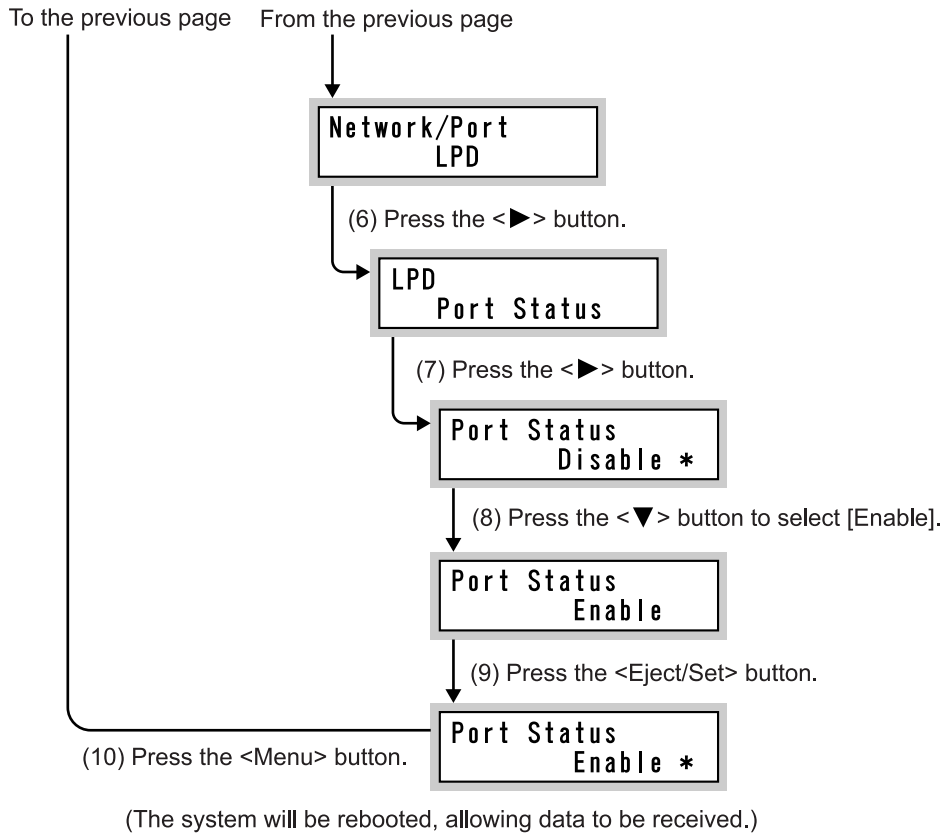 To the previous page
From the previous page
Network/Port
LPD
(6) Press the <▶> button.
LPD
Port Status
(7) Press the <▶> button.
Port Status
Disable *
(8) Press the <▼> button to select [Enable].
Port Status
Enable
(9) Press the <Eject/Set> button.
Port Status
Enable *
(10) Press the <Menu> button.
(The system will be rebooted, allowing data to be received.)